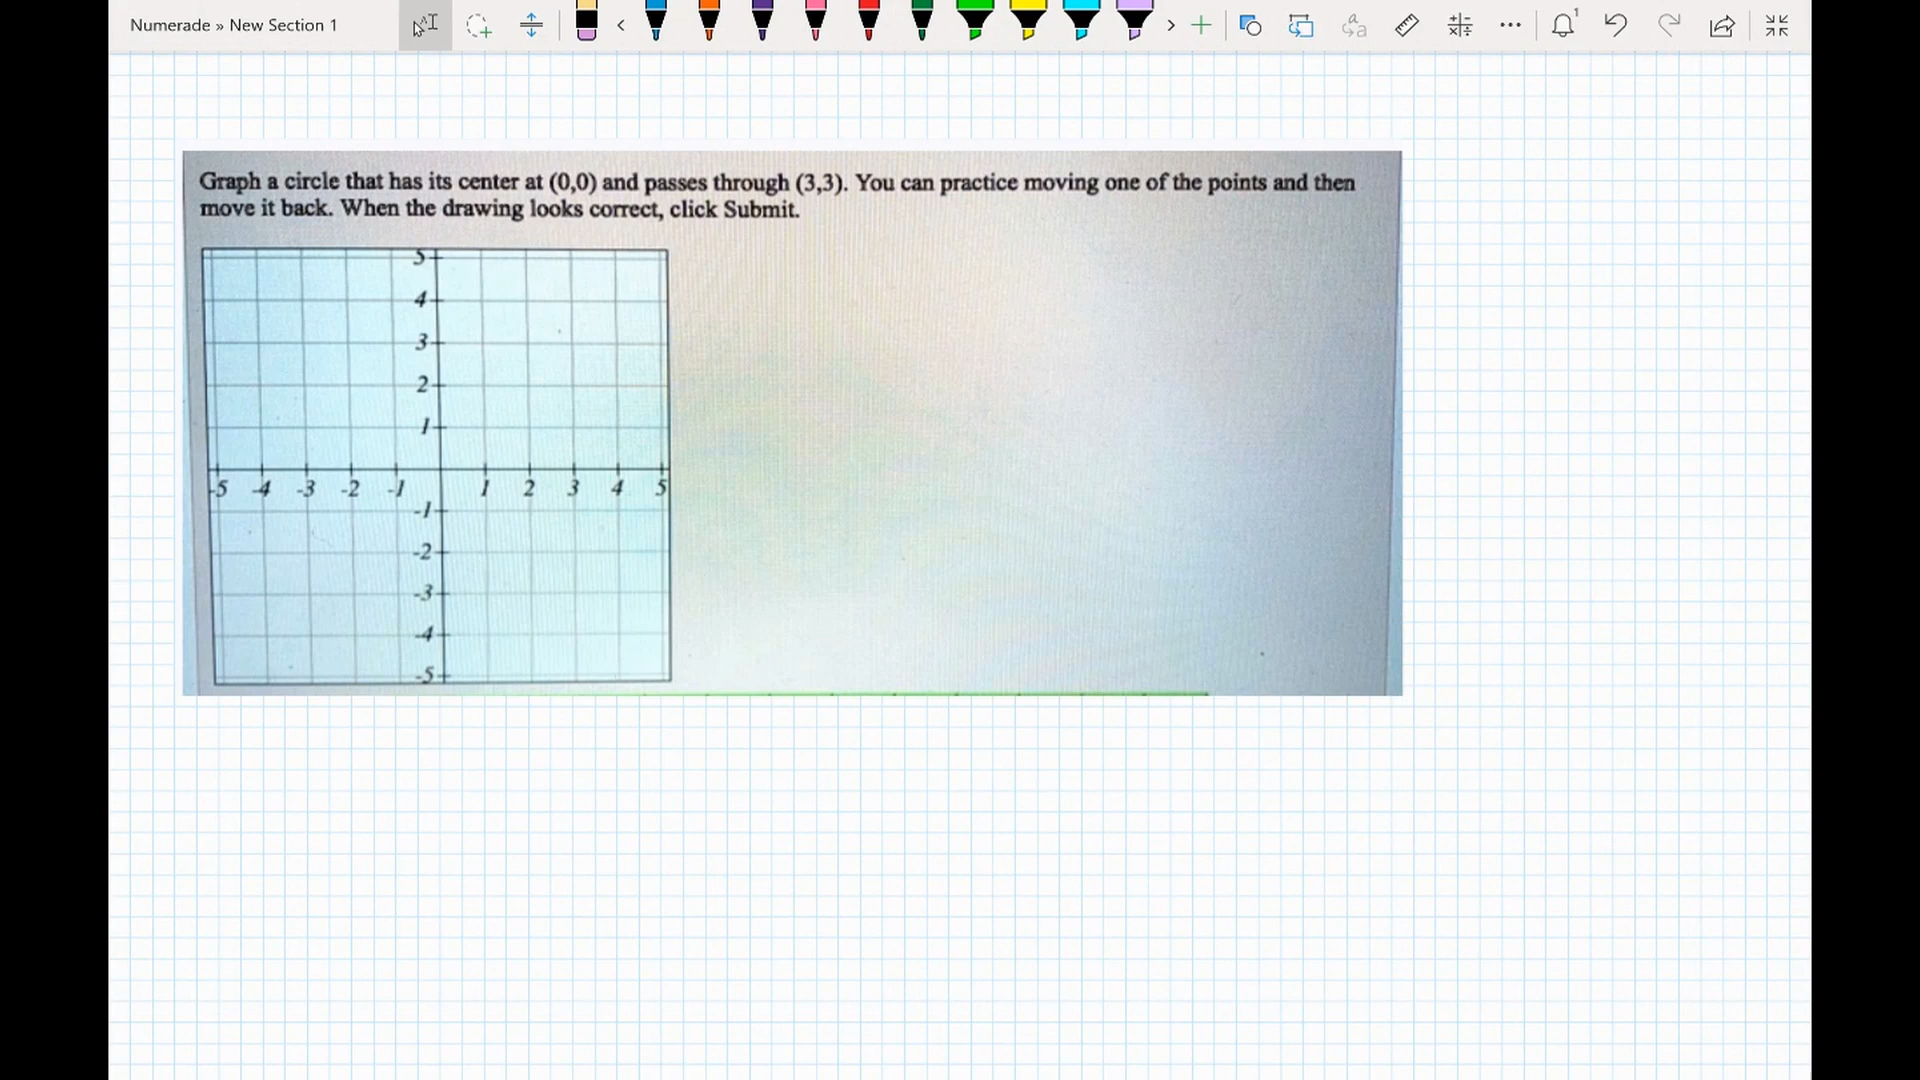 Numerade » New Section 1
1
Graph a circle that has its center at (0,0) and passes through (3,3). You can practice moving one of the points and then
move it back. When the drawing looks correct, click Submit.
5
4
3
2
1
-5 -4 -3 -2 -1 1 2 3 4 5
-1
-2
-3
-4
-5